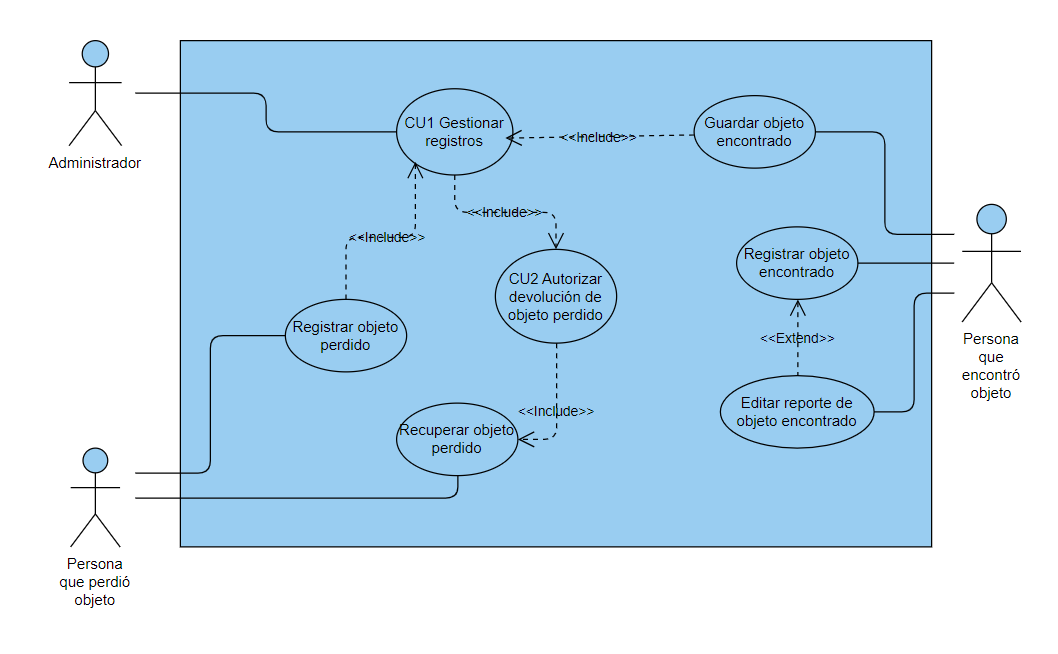 Administrador
CU1 Gestionar
registros
<<Include>>
Guardar objeto
encontrado
<<Include>>
<<Include>>
Registrar objeto
encontrado
CU2 Autorizar
devolución de
objeto perdido
Registrar objeto
perdido
<<Extend>>
Persona
que
encontró
objeto
Editar reporte de
objeto encontrado
<<Include>>
Recuperar objeto
perdido
Persona
que perdió
objeto